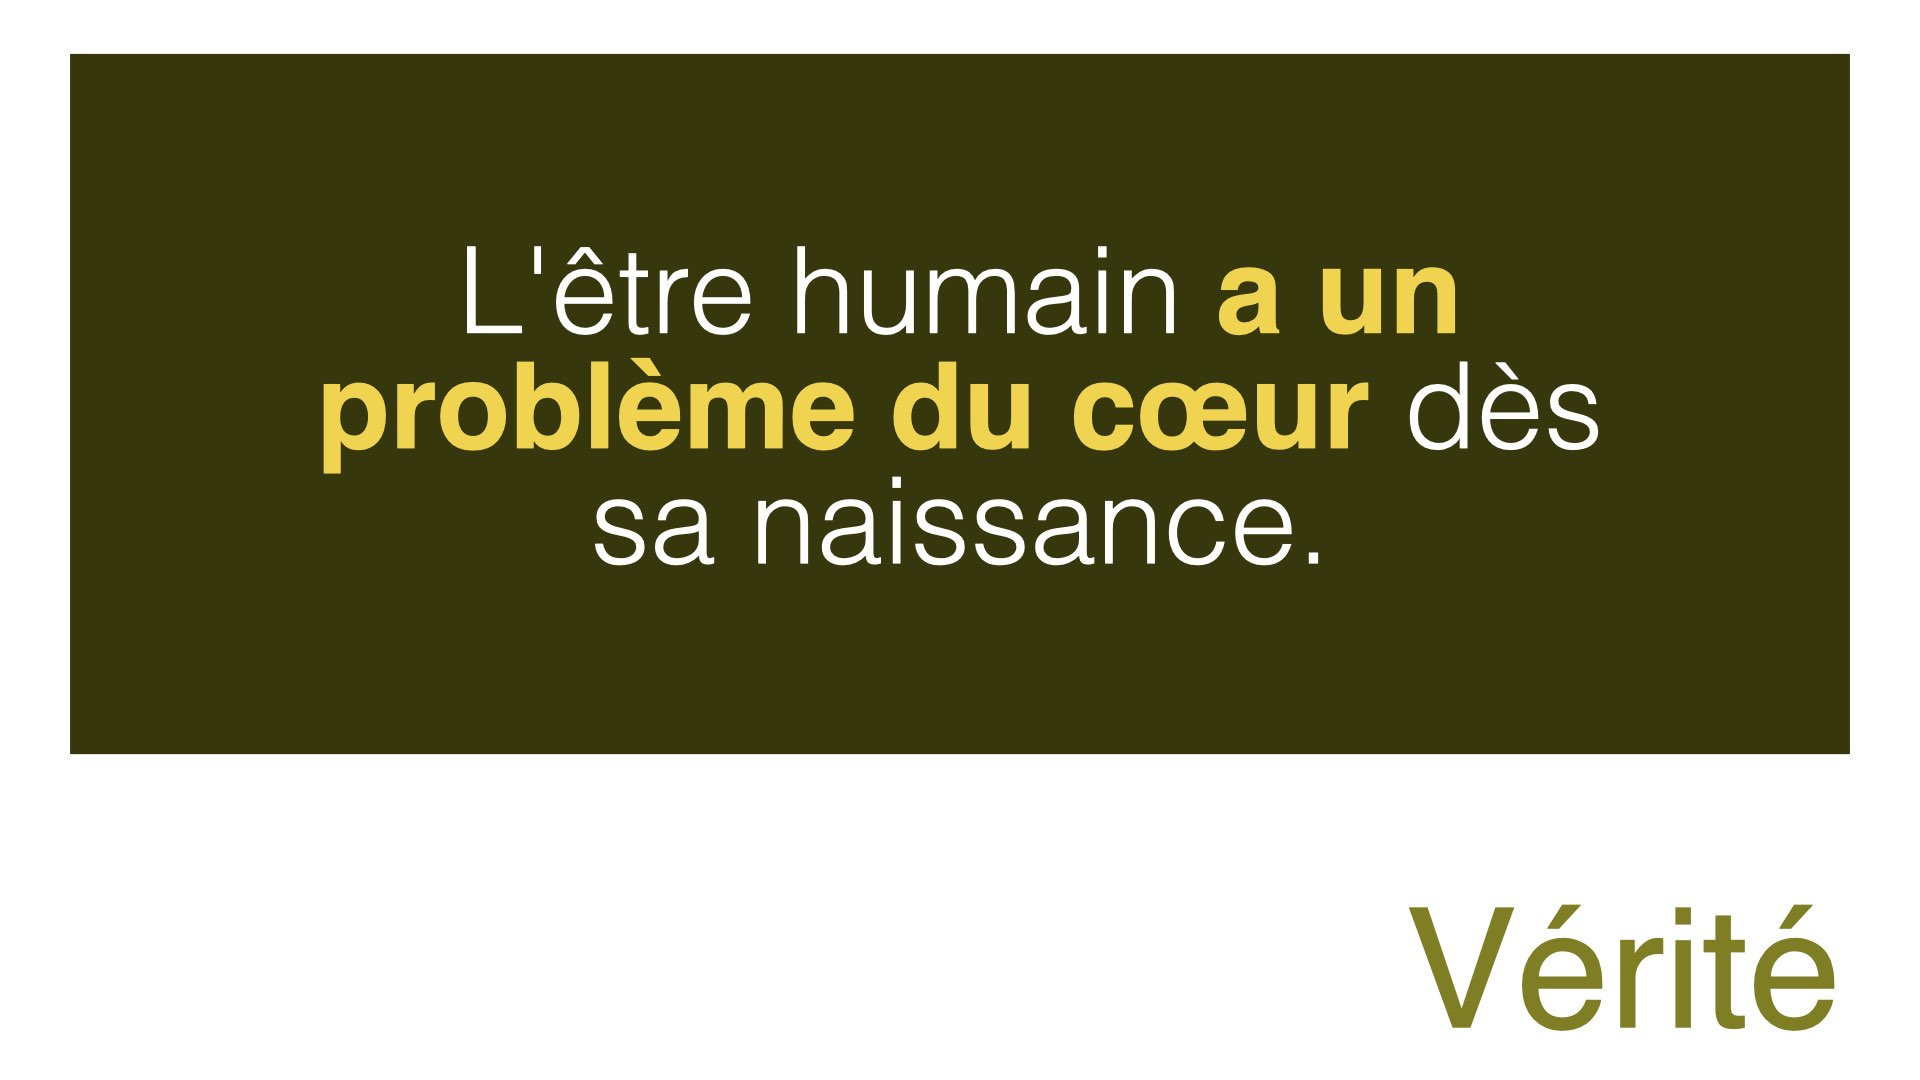 L'être humain a un
problème du cœur dès
sa naissance.
Vérité